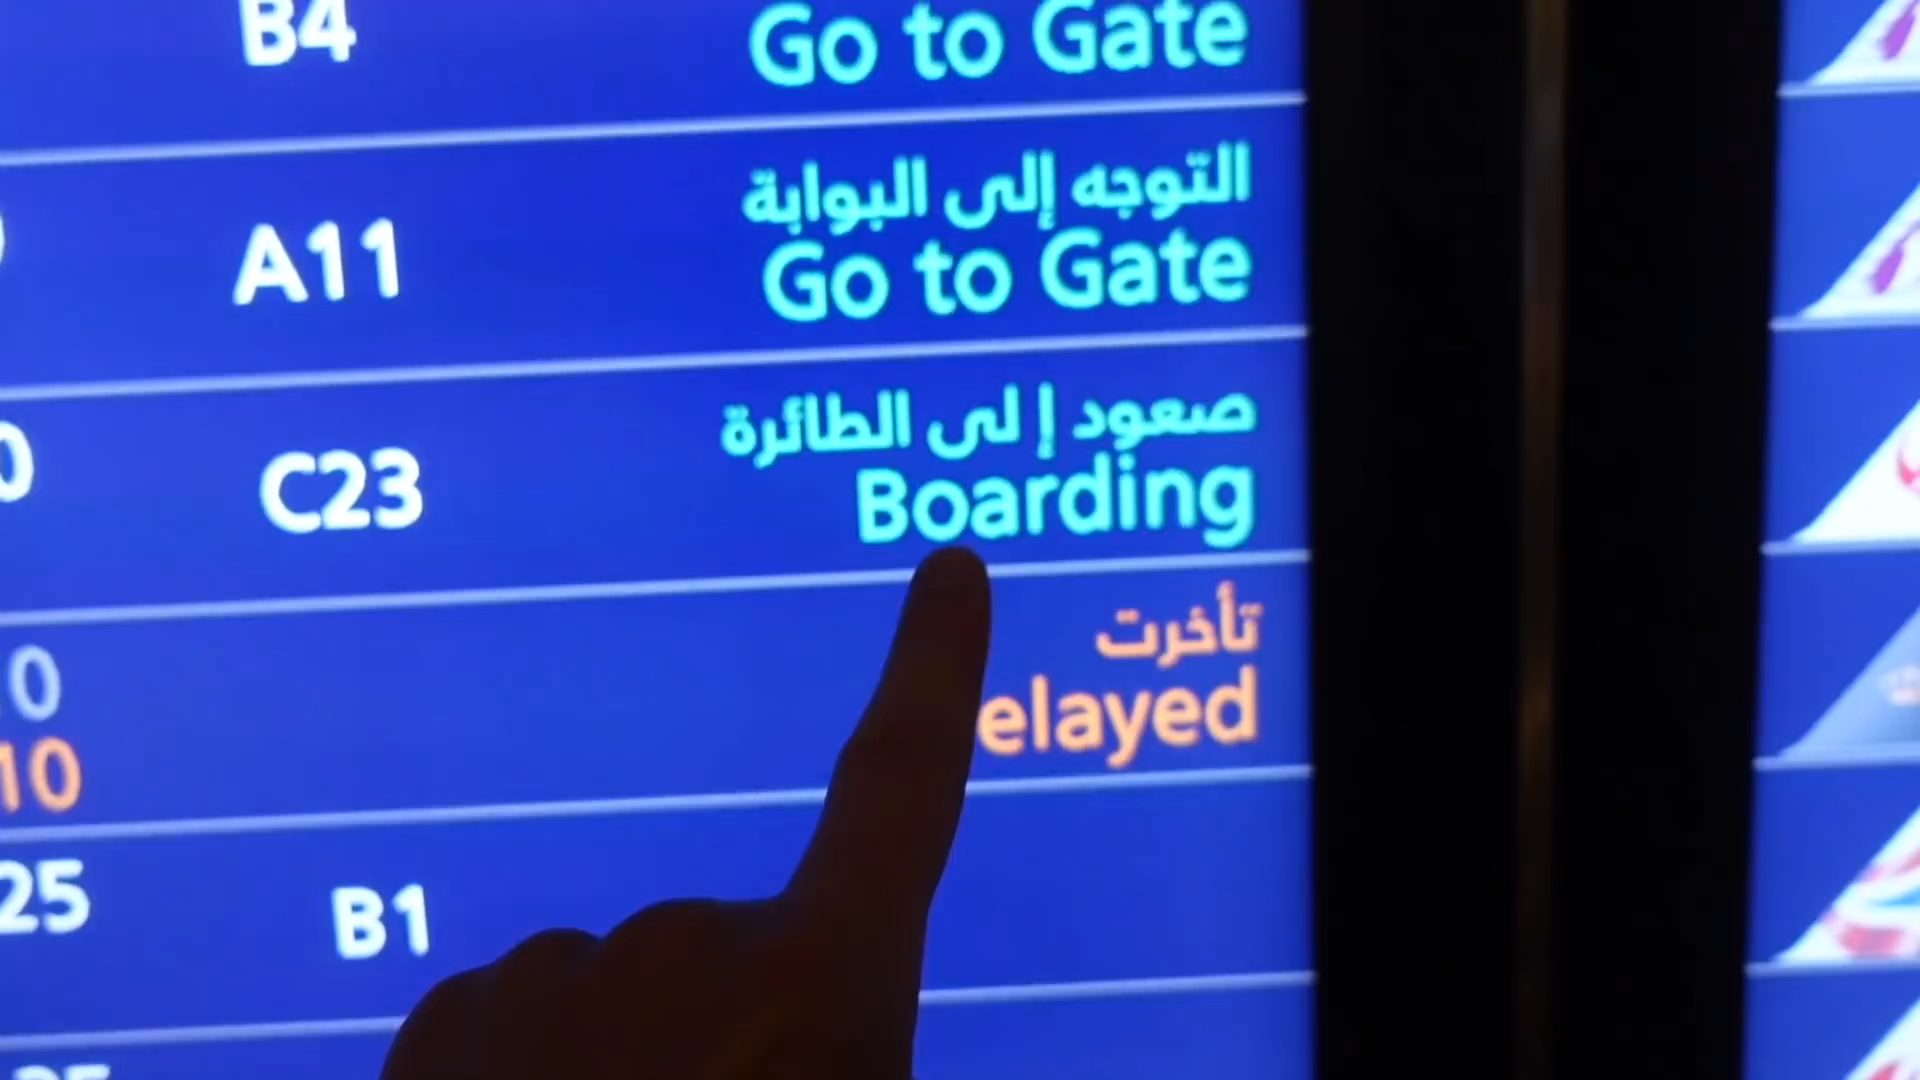 B4
Go to Gate
التوجه إلى البوابة
A11
Go to Gate
صعود إلى الطائرة
C23
Boarding
تأخرت
0
elayed
10
25
B1